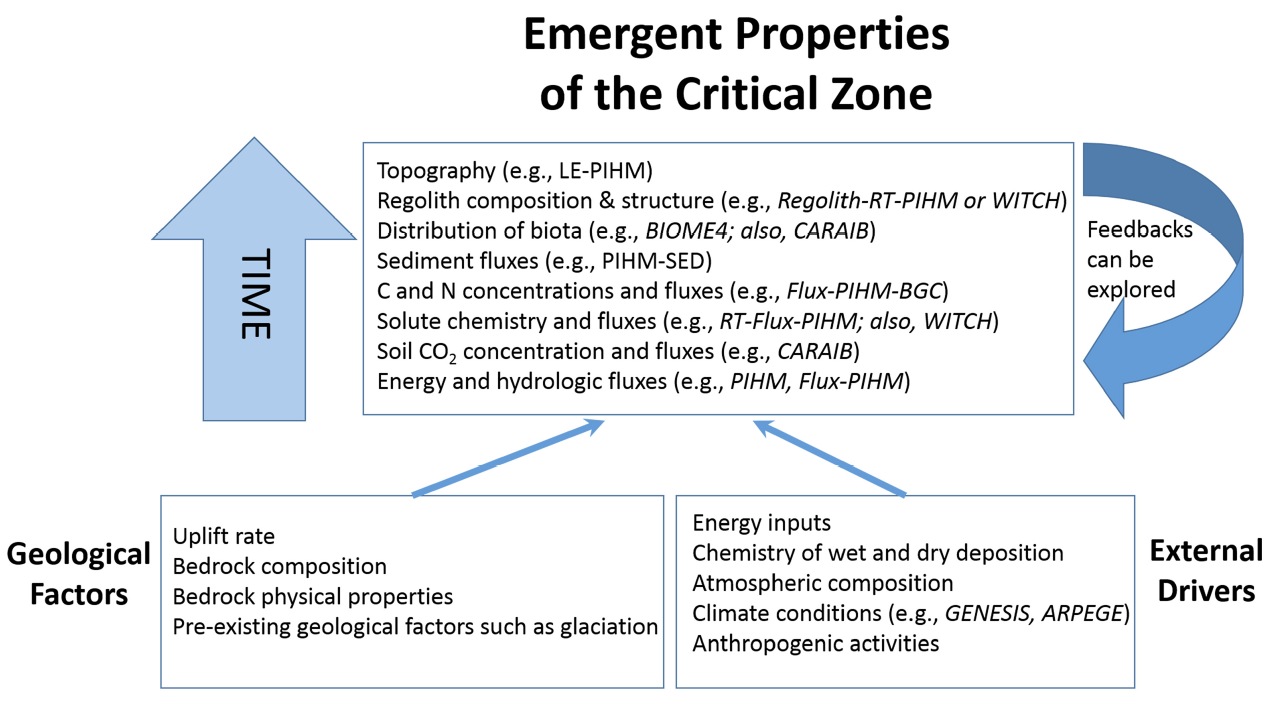 Emergent Properties
of the Critical Zone
TIME
Topography (e.g., LE-PIHM)
Regolith composition & structure (e.g., Regolith-RT-PIHM or WITCH)
Distribution of biota (e.g., BIOME4; also, CARAIB)
Sediment fluxes (e.g., PIHM-SED)
C and N concentrations and fluxes (e.g., Flux-PIHM-BGC)
Solute chemistry and fluxes (e.g., RT-Flux-PIHM; also, WITCH)
Soil CO₂ concentration and fluxes (e.g., CARAIB)
Energy and hydrologic fluxes (e.g., PIHM, Flux-PIHM)
Feedbacks
can be
explored
Geological
Factors
Uplift rate
Bedrock composition
Bedrock physical properties
Pre-existing geological factors such as glaciation
Energy inputs
Chemistry of wet and dry deposition
Atmospheric composition
Climate conditions (e.g., GENESIS, ARPEGE)
Anthropogenic activities
External
Drivers